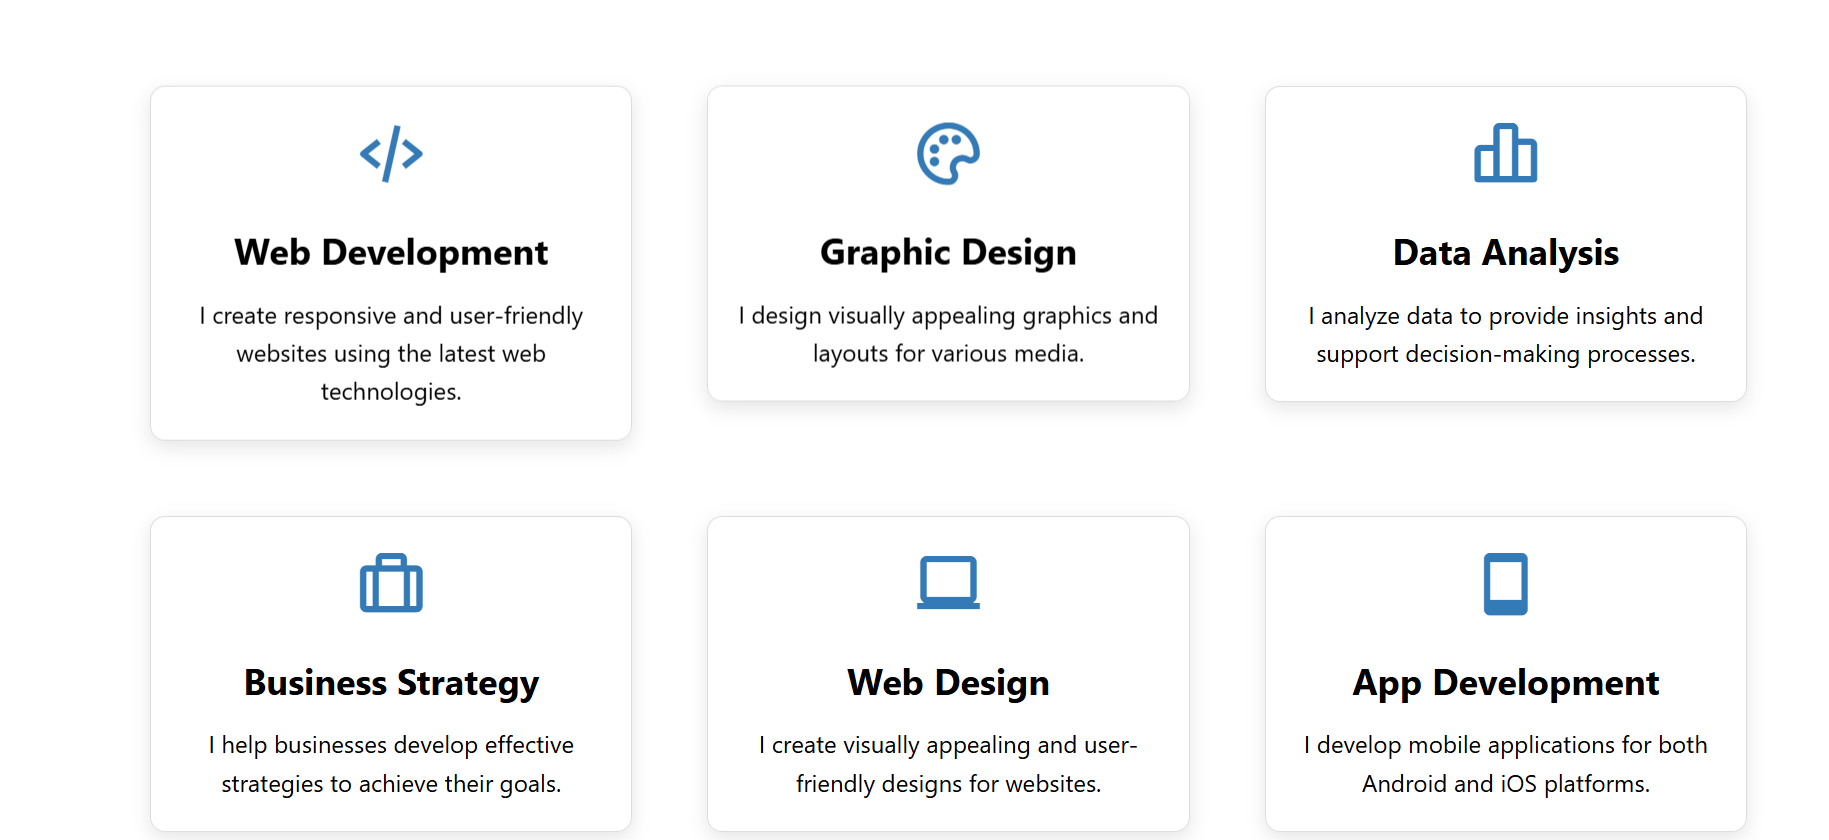 Web Development
I create responsive and user-friendly
websites using the latest web
technologies.
Graphic Design
I design visually appealing graphics and
layouts for various media.
Data Analysis
I analyze data to provide insights and
support decision-making processes.
Business Strategy
I help businesses develop effective
strategies to achieve their goals.
Web Design
I create visually appealing and user-
friendly designs for websites.
App Development
I develop mobile applications for both
Android and iOS platforms.